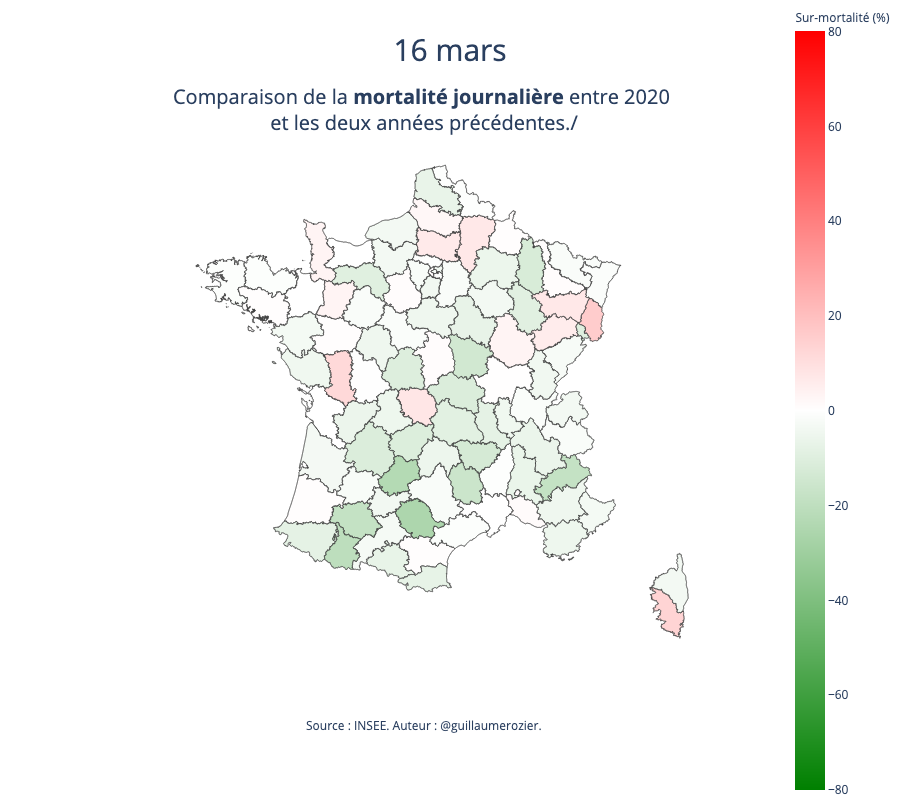 Sur-mortalité (%)
16 mars
Comparaison de la mortalité journalière entre 2020
et les deux années précédentes./
80
60
40
20
0
−20
−40
−60
−80
Source : INSEE. Auteur : @guillaumerozier.